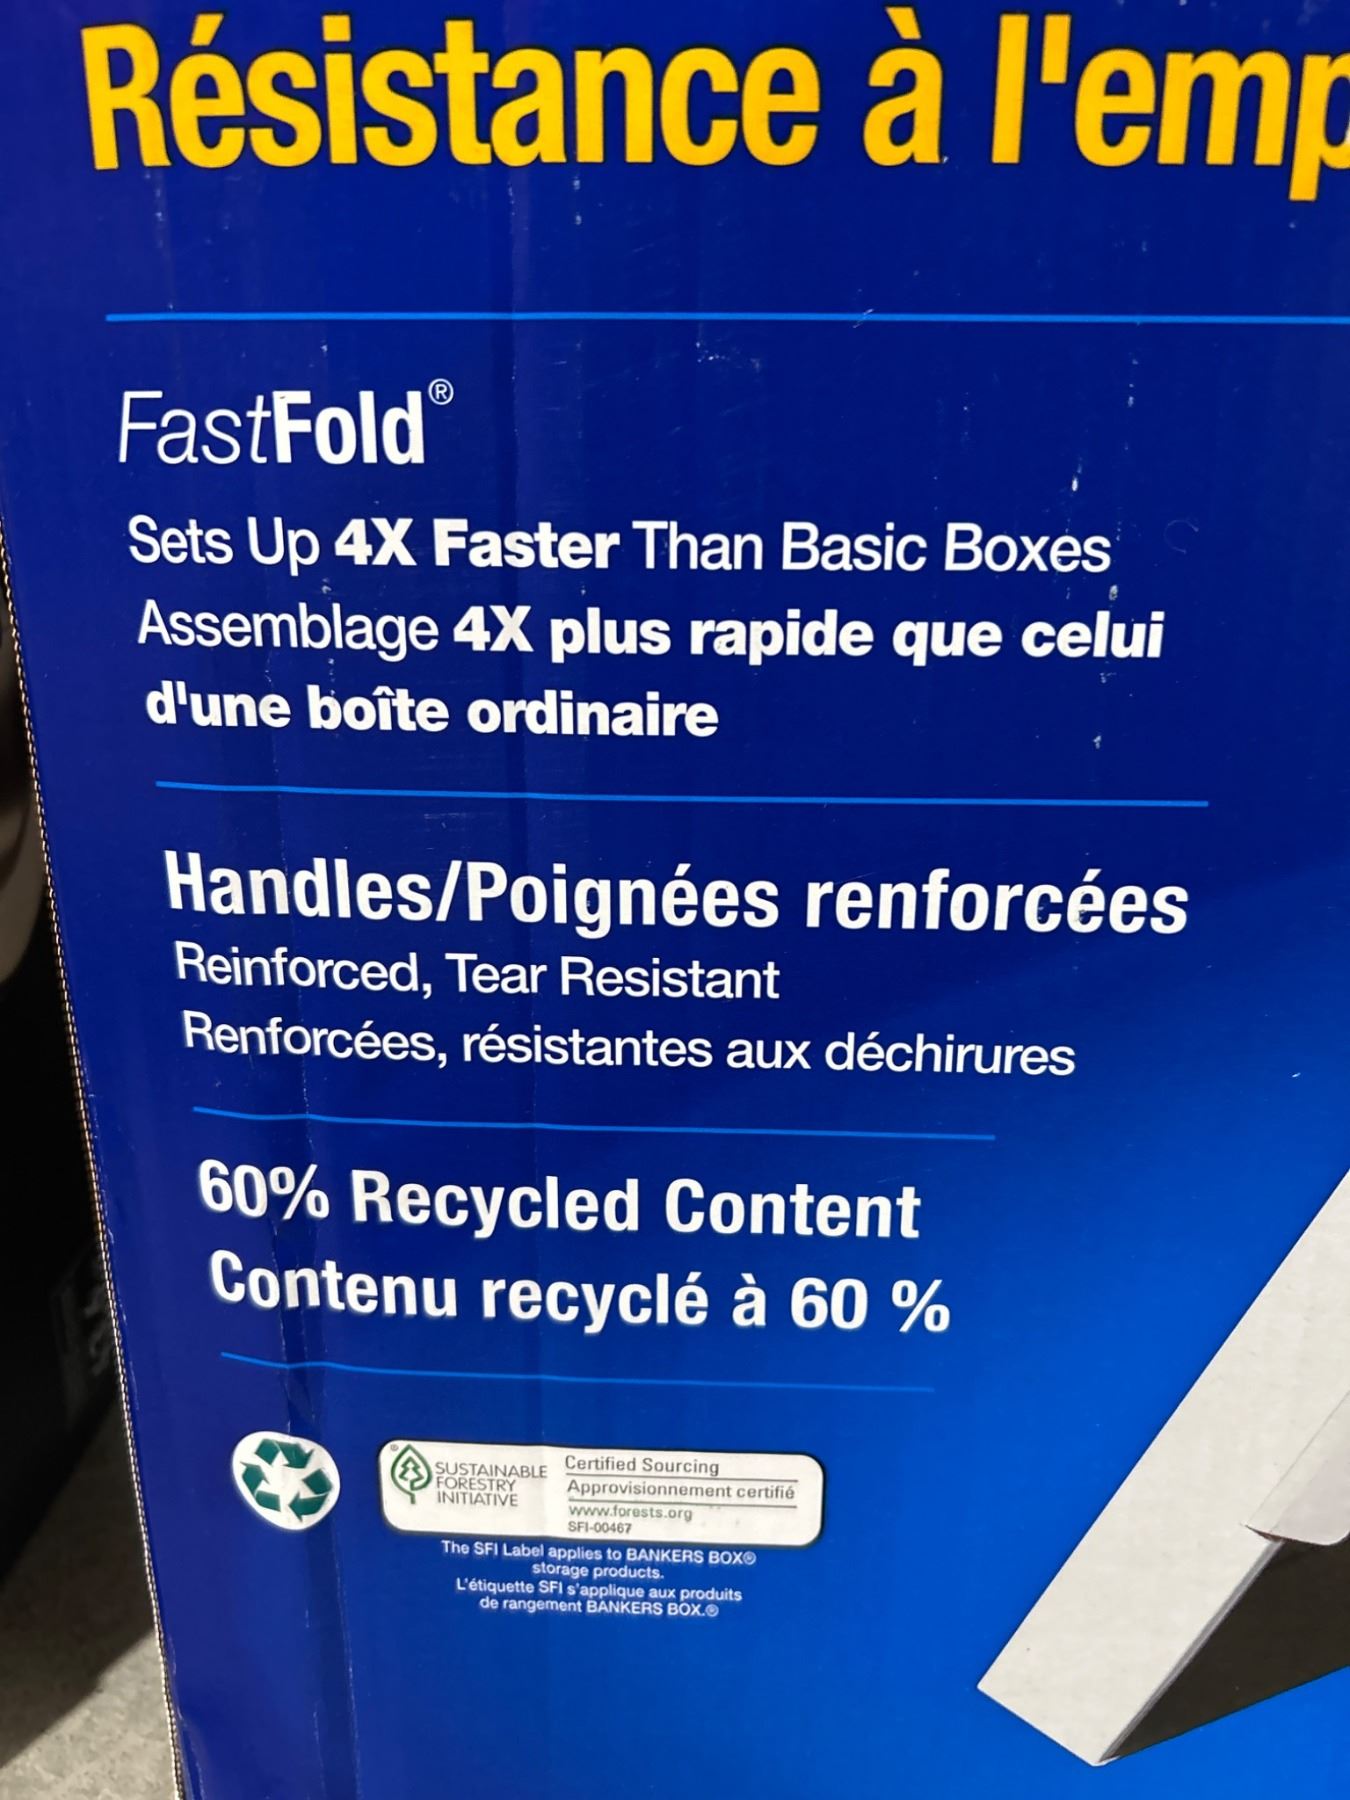 Résistance à l'emp
FastFold®
Sets Up 4X Faster Than Basic Boxes
Assemblage 4X plus rapide que celui
d'une boîte ordinaire
Handles/Poignées renforcées
Reinforced, Tear Resistant
Renforcées, résistantes aux déchirures
60% Recycled Content
Contenu recyclé à 60 %
SUSTAINABLE
FORESTRY
INITIATIVE
Certified Sourcing
Approvisionnement certifié
www.forests.org
SFI-00467
The SFI Label applies to BANKERS BOX®
storage products.
L'étiquette SFI s'applique aux produits
de rangement BANKERS BOX.®